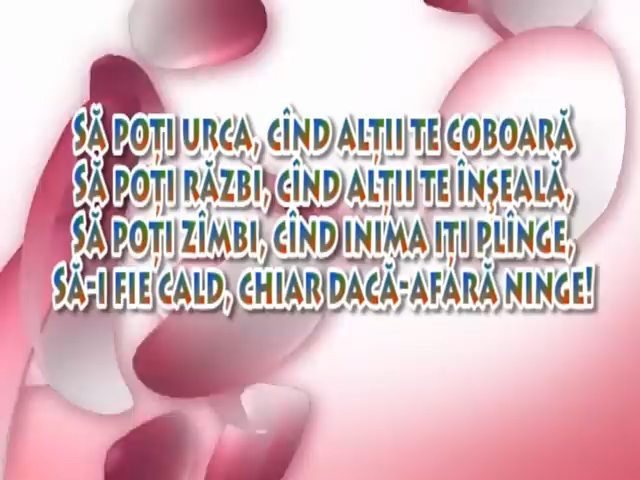 SĂ POȚI URCA, CÎND ALȚII TE COBOARĂ
SĂ POȚI RĂZBI, CÎND ALȚII TE ÎNȘEALĂ,
SĂ POȚI ZÎMBI, CÎND INIMA IȚI PLÎNGE,
SĂ-I FIE CALD, CHIAR DACĂ-AFARĂ NINGE!